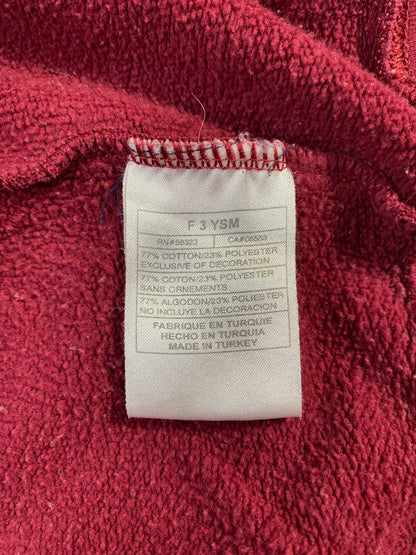 F 3 YSM
RN#56323 CA#05553
77% COTTON/23% POLYESTER
EXCLUSIVE OF DECORATION
77% COTON/23% POLYESTER
SANS ORNEMENTS
77% ALGODON/23% POLIESTER
NO INCLUYE LA DECORACION
FABRIQUE EN TURQUIE
HECHO EN TURQUIA
MADE IN TURKEY